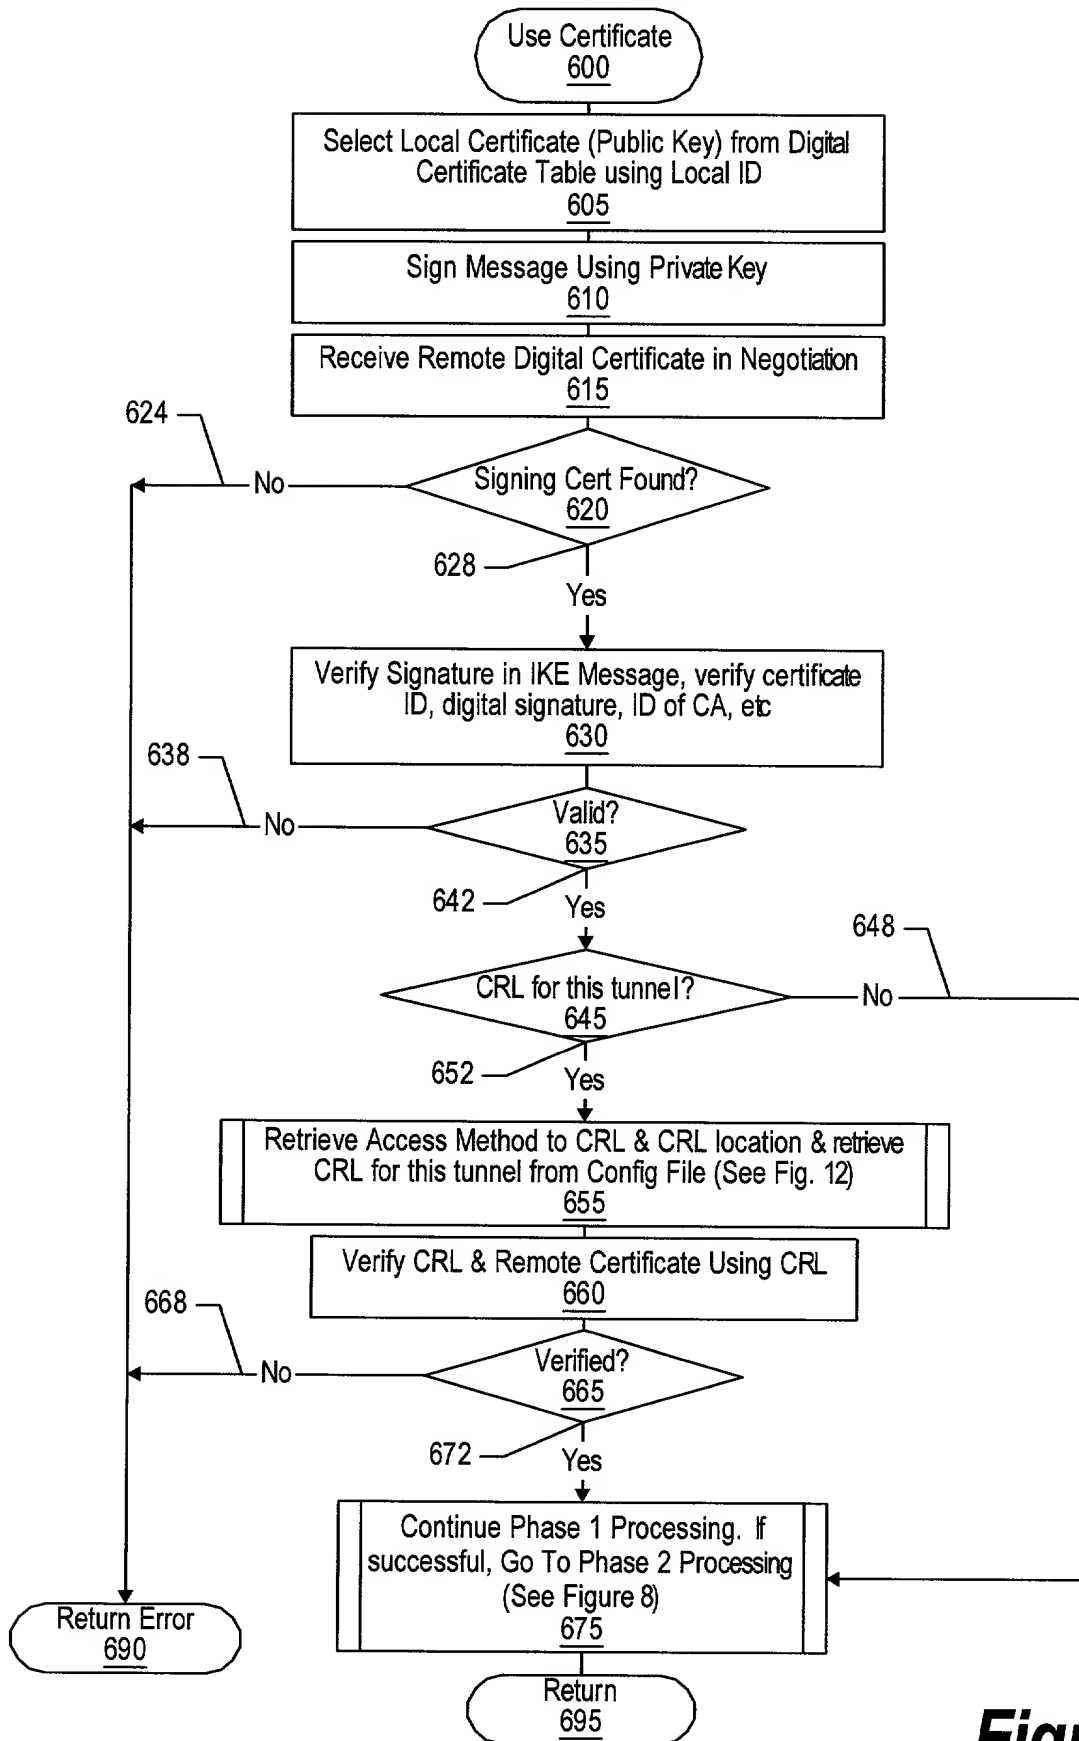 Use Certificate
600
Select Local Certificate (Public Key) from Digital
Certificate Table using Local ID
605
Sign Message Using Private Key
610
Receive Remote Digital Certificate in Negotiation
615
624
No
Signing Cert Found?
620
628
Yes
Verify Signature in IKE Message, verify certificate
ID, digital signature, ID of CA, etc
630
638
No
Valid?
635
642
Yes
648
CRL for this tunnel?
645
No
652
Yes
Retrieve Access Method to CRL & CRL location & retrieve
CRL for this tunnel from Config File (See Fig. 12)
655
Verify CRL & Remote Certificate Using CRL
660
668
No
Verified?
665
672
Yes
Continue Phase 1 Processing. If
successful, Go To Phase 2 Processing
(See Figure 8)
675
Return Error
690
Return
695